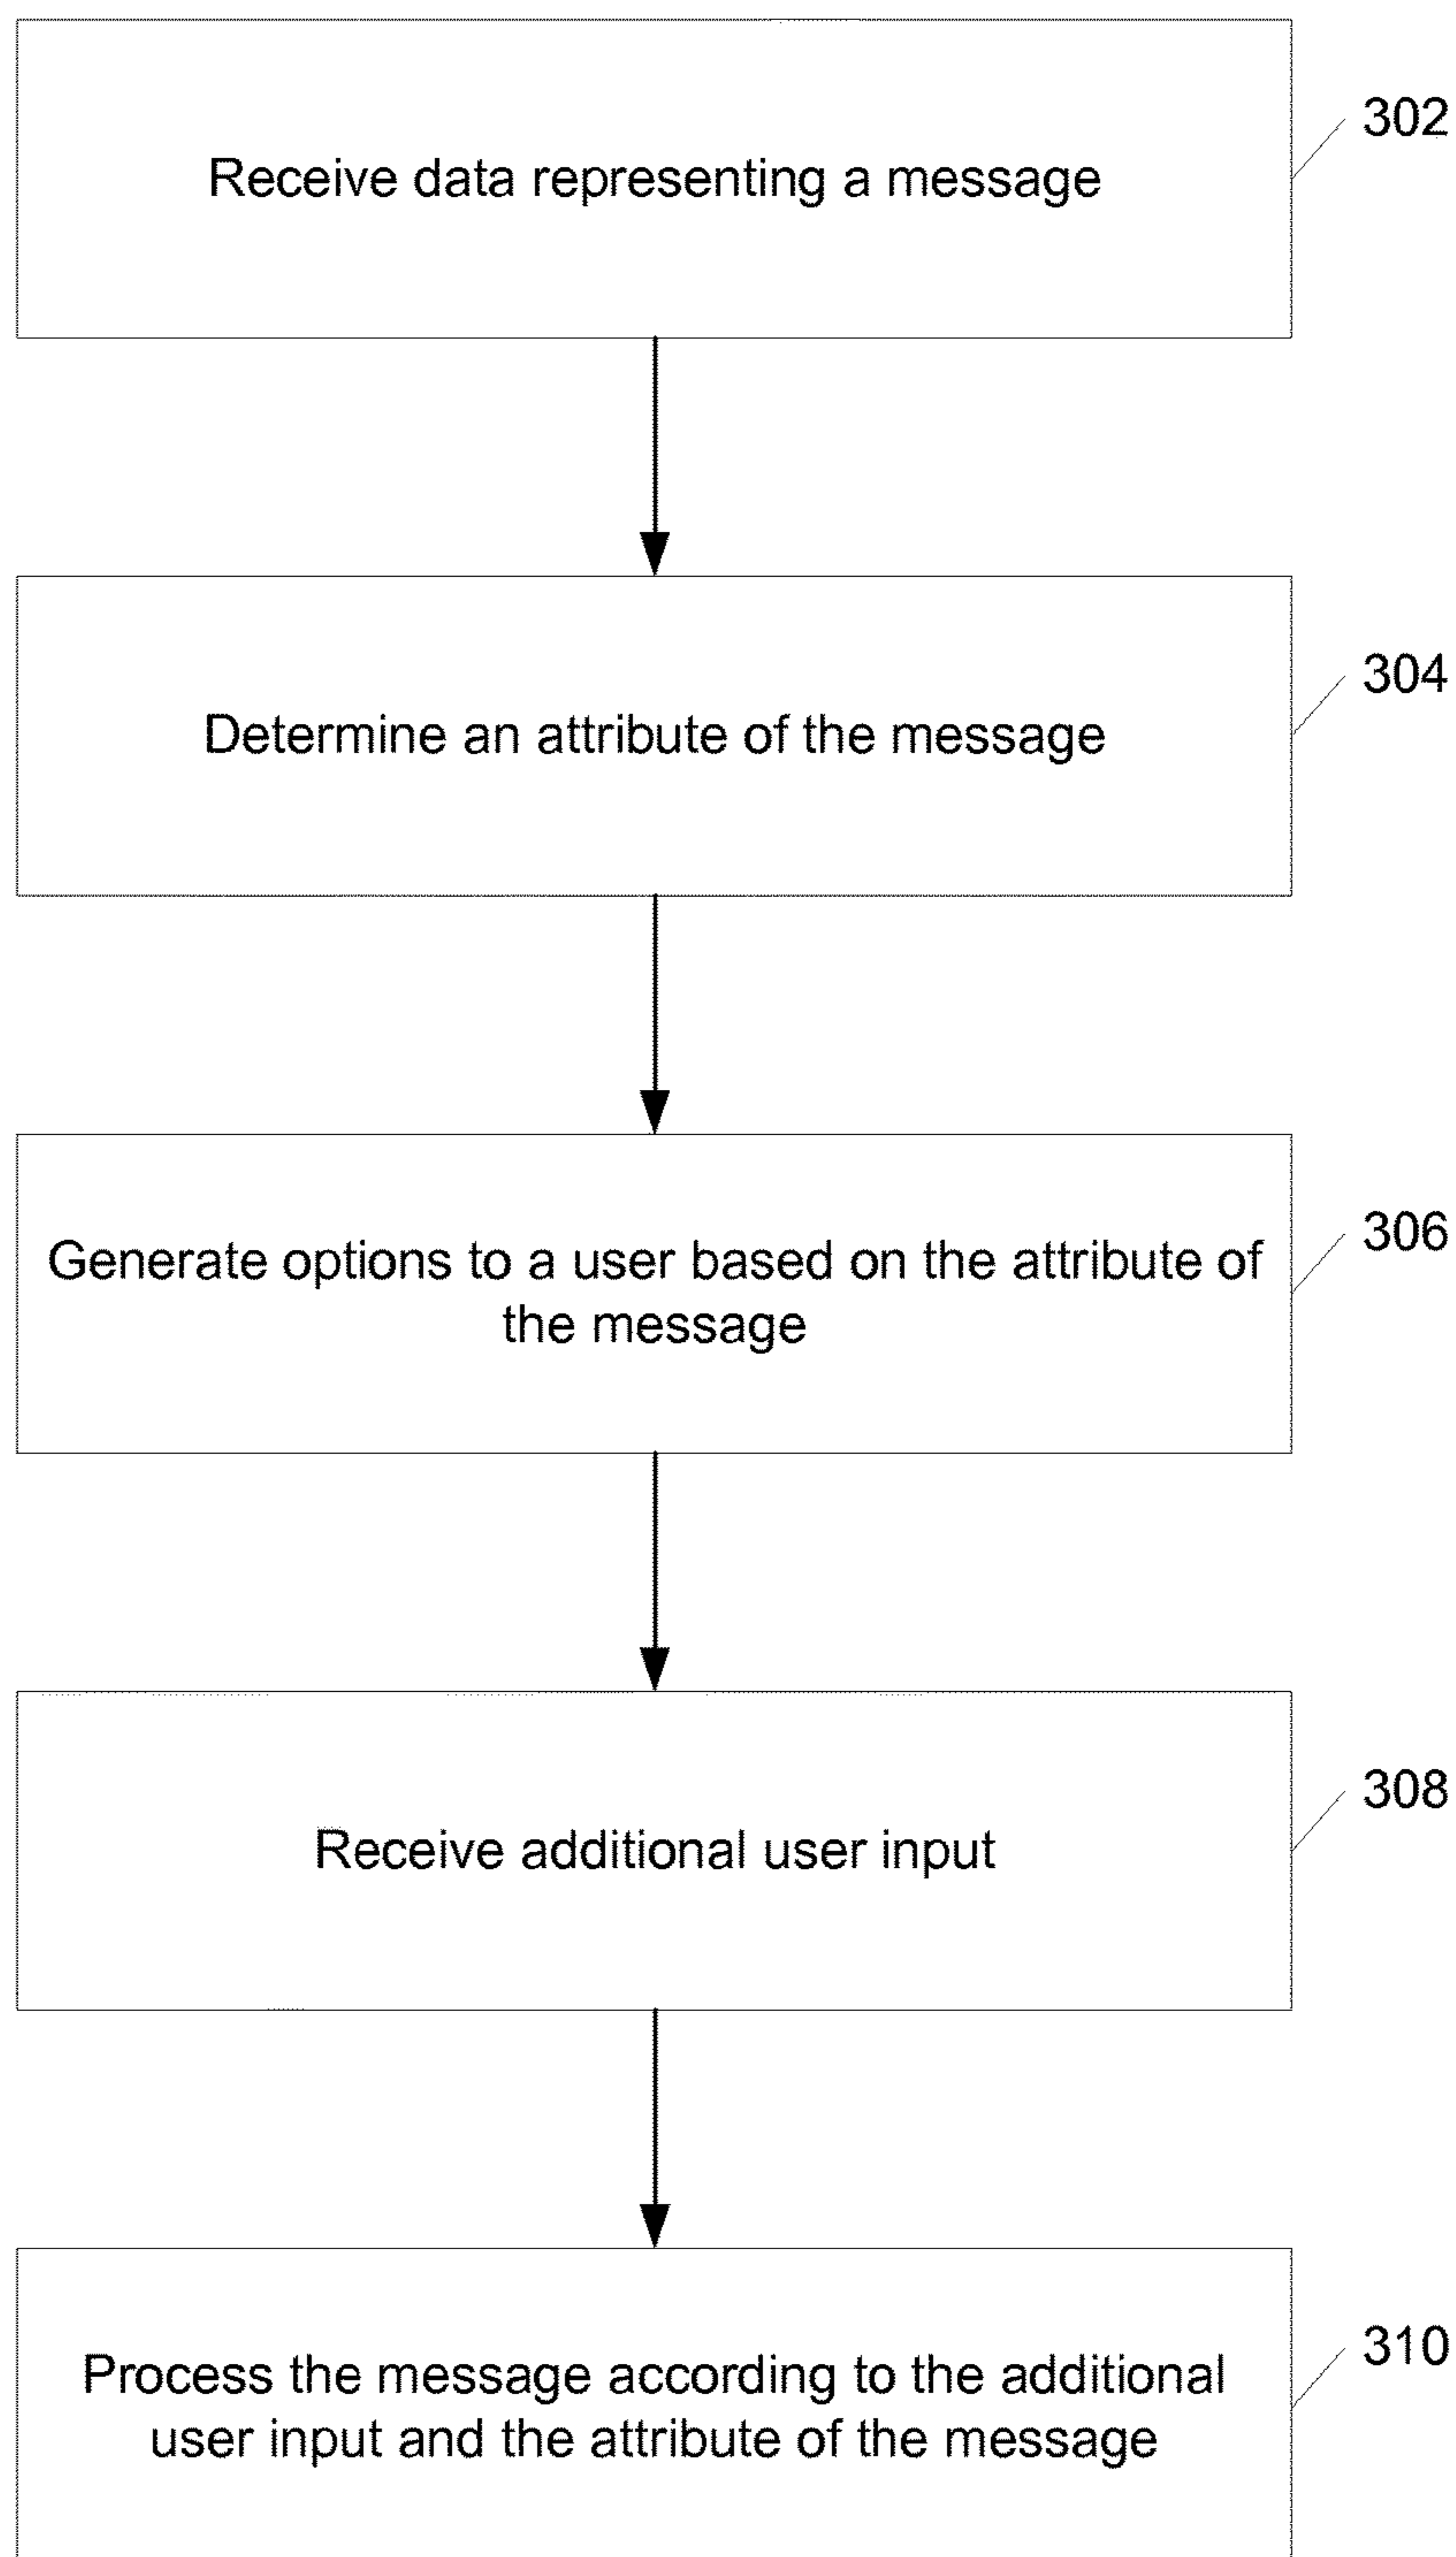 302
Receive data representing a message
304
Determine an attribute of the message
306
Generate options to a user based on the attribute of
the message
308
Receive additional user input
310
Process the message according to the additional
user input and the attribute of the message